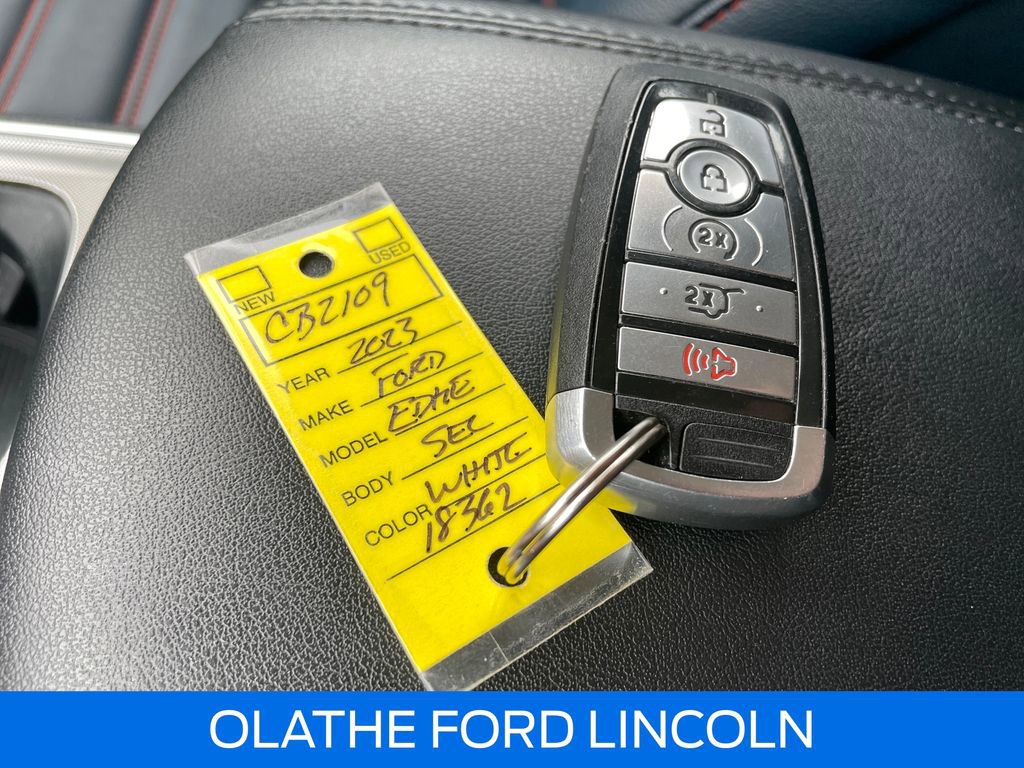 NEW USED
CB2109
YEAR 2023
MAKE FORD
MODEL EDGE
BODY SEL
COLOR WHITE
18362
2X
2X
OLATHE FORD LINCOLN